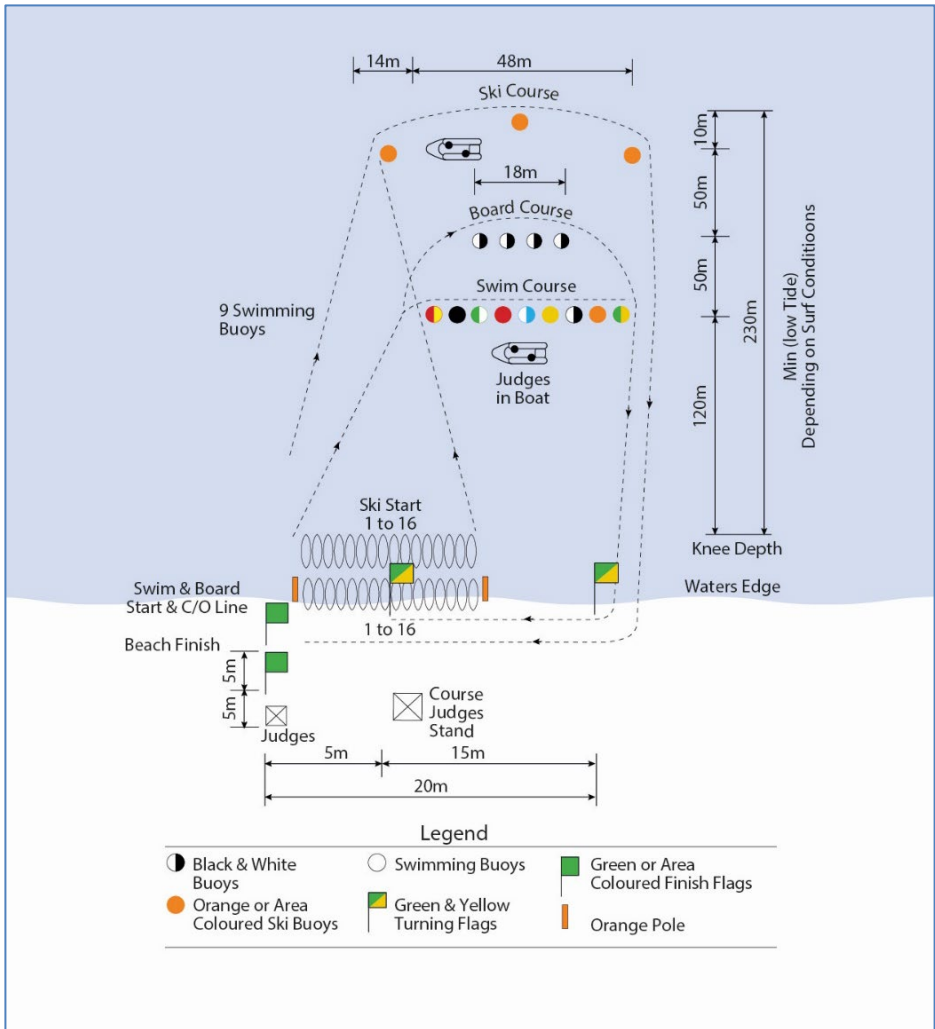 14m
48m
Ski Course
10m
18m
50m
Board Course
50m
Swim Course
9 Swimming
Buoys
230m
Min (low Tide)
Depending on Surf Conditioons
Judges
in Boat
120m
Ski Start
1 to 16
Knee Depth
Swim & Board
Start & C/O Line
Waters Edge
1 to 16
Beach Finish
5m
5m
Course
Judges
Stand
Judges
5m
15m
20m
Legend
Black & White
Buoys
Swimming Buoys
Green or Area
Coloured Finish Flags
Orange or Area
Coloured Ski Buoys
Green & Yellow
Turning Flags
Orange Pole